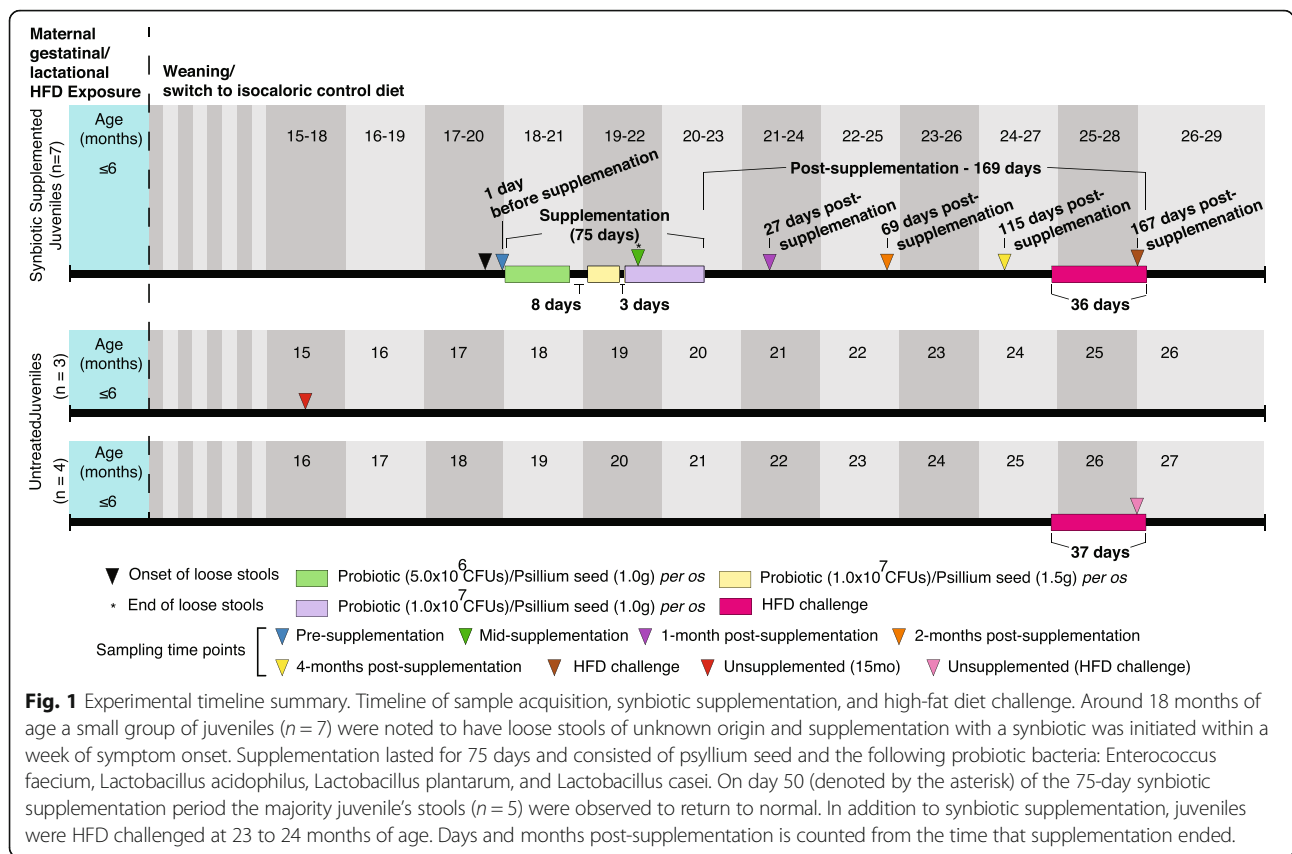 Maternal
gestatinal/
lactational
HFD Exposure
Weaning/
switch to isocaloric control diet
Synbiotic Supplemented
Juveniles (n=7)
Age
(months)
≤6
15-18 16-19 17-20 18-21 19-22 20-23 21-24 22-25 23-26 24-27 25-28 26-29
1 day
before supplemenation
Supplementation
(75 days)
*
Post-supplementation - 169 days
27 days post-
supplemenation
69 days post-
supplemenation
115 days post-
supplemenation
167 days post-
supplemenation
8 days
3 days
36 days
UntreatedJuveniles
(n = 3)
Age
(months)
≤6
15 16 17 18 19 20 21 22 23 24 25 26
(n = 4)
Age
(months)
≤6
16 17 18 19 20 21 22 23 24 25 26 27
37 days
Onset of loose stools
Probiotic (5.0x10^6 CFUs)/Psillium seed (1.0g) per os
Probiotic (1.0x10^7 CFUs)/Psillium seed (1.5g) per os
* End of loose stools
Probiotic (1.0x10^7 CFUs)/Psillium seed (1.0g) per os
HFD challenge
Sampling time points
Pre-supplementation Mid-supplementation 1-month post-supplementation 2-months post-supplementation
4-months post-supplementation HFD challenge Unsupplemented (15mo) Unsupplemented (HFD challenge)
Fig. 1 Experimental timeline summary. Timeline of sample acquisition, synbiotic supplementation, and high-fat diet challenge. Around 18 months of
age a small group of juveniles (n = 7) were noted to have loose stools of unknown origin and supplementation with a synbiotic was initiated within a
week of symptom onset. Supplementation lasted for 75 days and consisted of psyllium seed and the following probiotic bacteria: Enterococcus
faecium, Lactobacillus acidophilus, Lactobacillus plantarum, and Lactobacillus casei. On day 50 (denoted by the asterisk) of the 75-day synbiotic
supplementation period the majority juvenile's stools (n = 5) were observed to return to normal. In addition to synbiotic supplementation, juveniles
were HFD challenged at 23 to 24 months of age. Days and months post-supplementation is counted from the time that supplementation ended.